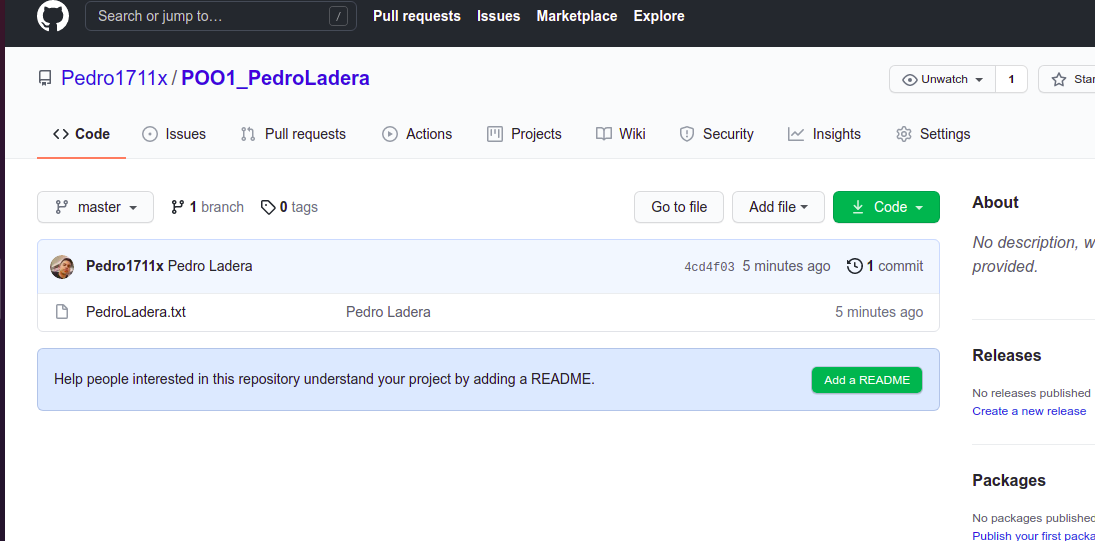 Search or jump to… / Pull requests Issues Marketplace Explore
Pedro1711x / POO1_PedroLadera Unwatch 1 Star
Code Issues Pull requests Actions Projects Wiki Security Insights Settings
master 1 branch 0 tags Go to file Add file Code
Pedro1711x Pedro Ladera 4cd4f03 5 minutes ago 1 commit
PedroLadera.txt Pedro Ladera 5 minutes ago
Help people interested in this repository understand your project by adding a README. Add a README
About
No description, w
provided.
Releases
No releases published
Create a new release
Packages
No packages published
Publish your first packa